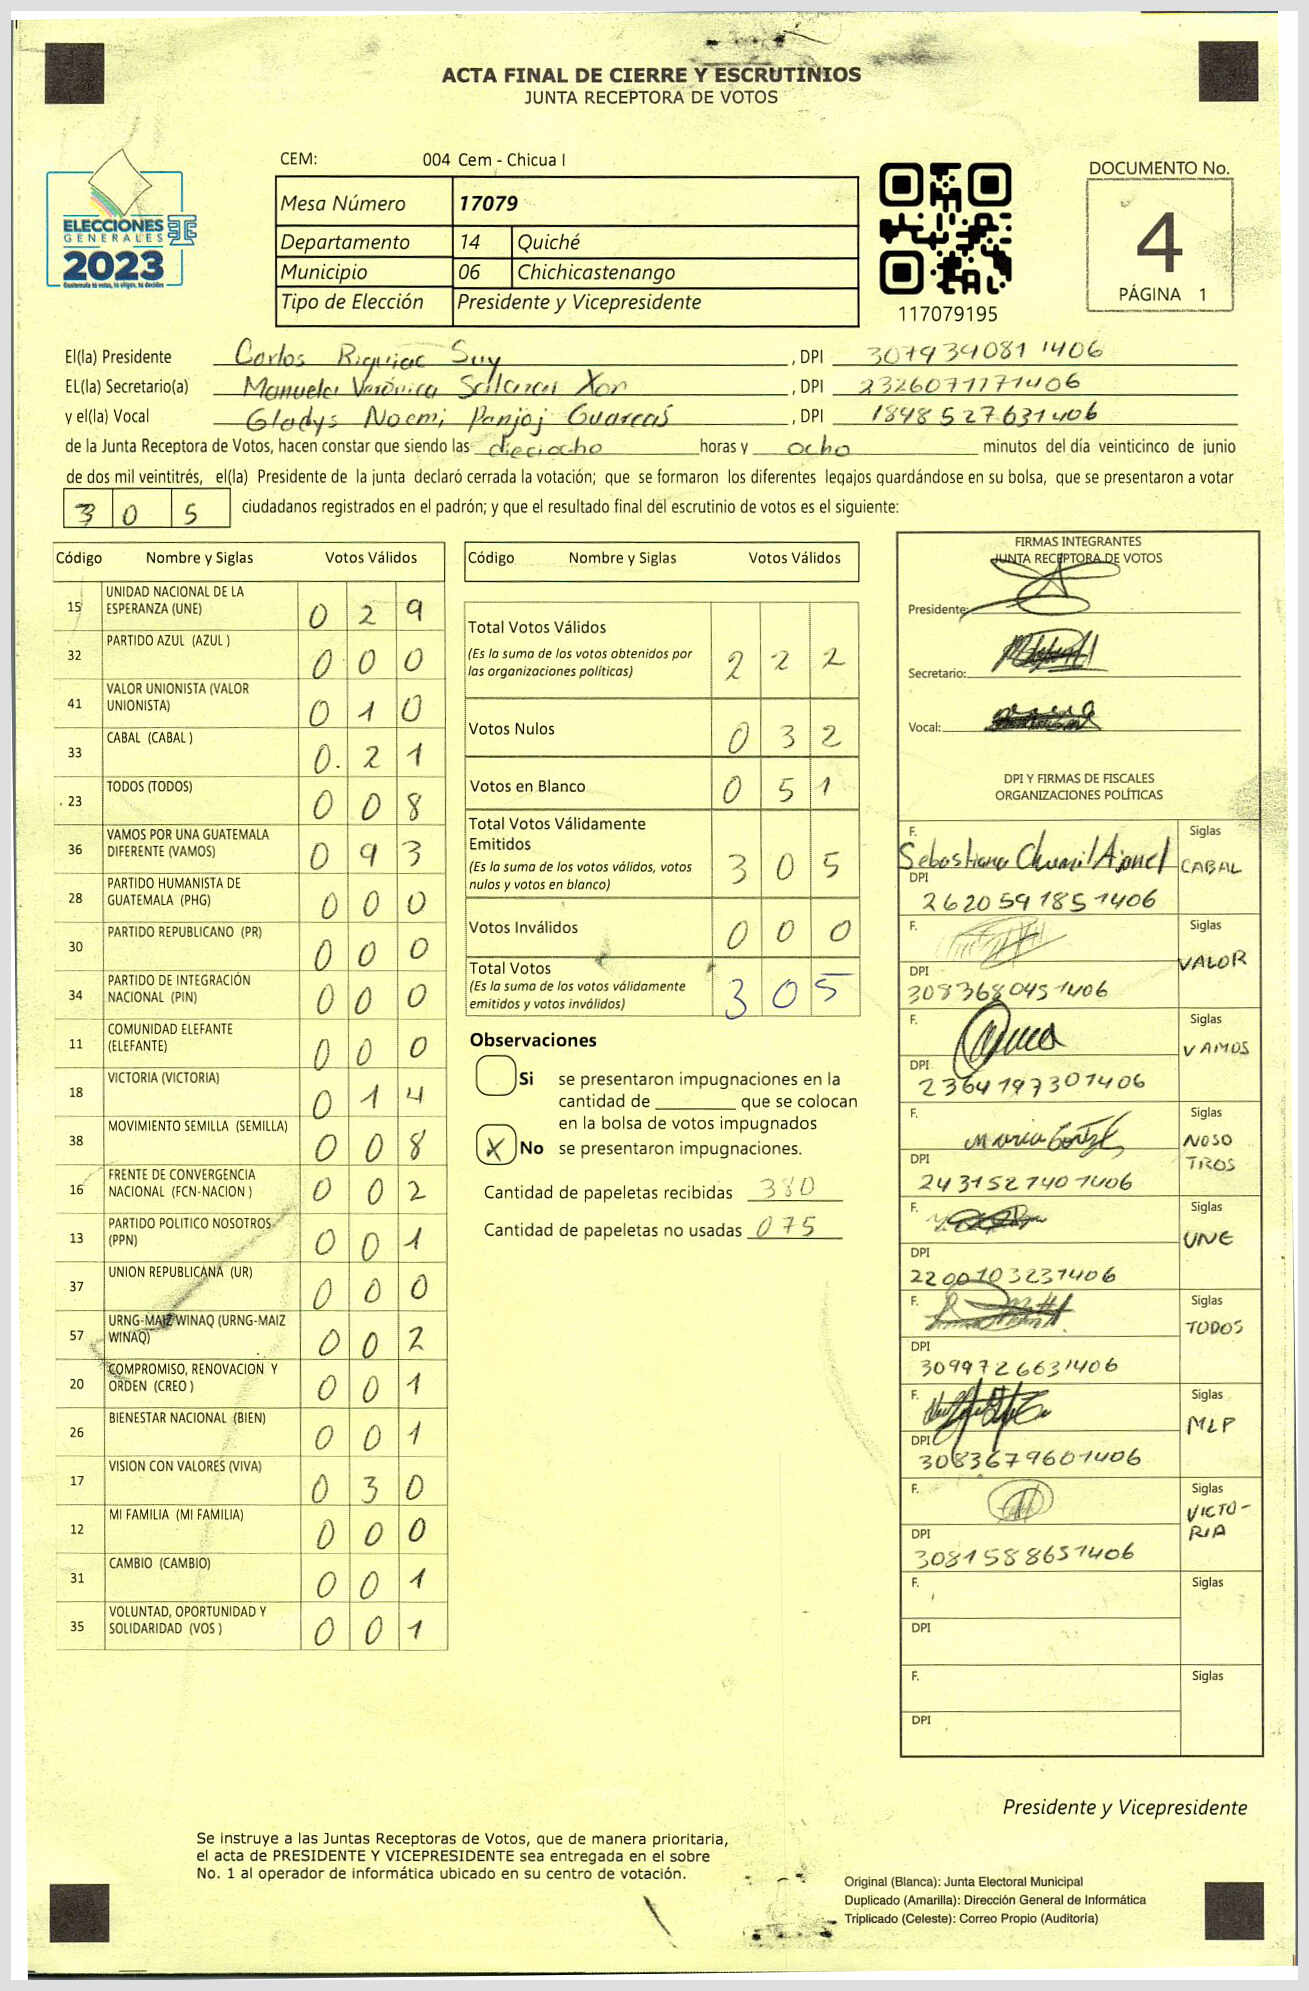 ACTA FINAL DE CIERRE Y ESCRUTINIOS
JUNTA RECEPTORA DE VOTOS
ELECCIONES
GENERALES
2023
Guatemala tú votas, tú eliges, tú decides
CEM: 004 Cem - Chicua I
Mesa Número 17079
Departamento 14 Quiché
Municipio 06 Chichicastenango
Tipo de Elección Presidente y Vicepresidente
117079195
DOCUMENTO No.
4
PÁGINA 1
El(la) Presidente Carlos Riquiac Suy, DPI 3079390811406
EL(la) Secretario(a) Manuela Verónica Salazar Xon, DPI 2326071171406
y el(la) Vocal Gladys Noemi Panjoj Guarcas, DPI 1848527631406
de la Junta Receptora de Votos, hacen constar que siendo las dieciocho horas y ocho minutos del día veinticinco de junio
de dos mil veintitrés, el(la) Presidente de la junta declaró cerrada la votación; que se formaron los diferentes legajos guardándose en su bolsa, que se presentaron a votar
3 0 5 ciudadanos registrados en el padrón; y que el resultado final del escrutinio de votos es el siguiente:
Código Nombre y Siglas Votos Válidos
15 UNIDAD NACIONAL DE LA
ESPERANZA (UNE) 0 2 9
32 PARTIDO AZUL (AZUL ) 0 0 0
41 VALOR UNIONISTA (VALOR
UNIONISTA) 0 1 0
33 CABAL (CABAL ) 0. 2 1
23 TODOS (TODOS) 0 0 8
36 VAMOS POR UNA GUATEMALA
DIFERENTE (VAMOS) 0 9 3
28 PARTIDO HUMANISTA DE
GUATEMALA (PHG) 0 0 0
30 PARTIDO REPUBLICANO (PR) 0 0 0
34 PARTIDO DE INTEGRACIÓN
NACIONAL (PIN) 0 0 0
11 COMUNIDAD ELEFANTE
(ELEFANTE) 0 0 0
18 VICTORIA (VICTORIA) 0 1 4
38 MOVIMIENTO SEMILLA (SEMILLA) 0 0 8
16 FRENTE DE CONVERGENCIA
NACIONAL (FCN-NACION ) 0 0 2
13 PARTIDO POLITICO NOSOTROS
(PPN) 0 0 1
37 UNION REPUBLICANA (UR) 0 0 0
57 URNG-MAIZ WINAQ (URNG-MAIZ
WINAQ) 0 0 2
20 COMPROMISO, RENOVACION Y
ORDEN (CREO ) 0 0 1
26 BIENESTAR NACIONAL (BIEN) 0 0 1
17 VISION CON VALORES (VIVA) 0 3 0
12 MI FAMILIA (MI FAMILIA) 0 0 0
31 CAMBIO (CAMBIO) 0 0 1
35 VOLUNTAD, OPORTUNIDAD Y
SOLIDARIDAD (VOS ) 0 0 1
Código Nombre y Siglas Votos Válidos
Total Votos Válidos
(Es la suma de los votos obtenidos por
las organizaciones políticas) 2 2 2
Votos Nulos 0 3 2
Votos en Blanco 0 5 1
Total Votos Válidamente
Emitidos
(Es la suma de los votos válidos, votos
nulos y votos en blanco) 3 0 5
Votos Inválidos 0 0 0
Total Votos
(Es la suma de los votos válidamente
emitidos y votos inválidos) 3 0 5
Observaciones
Si se presentaron impugnaciones en la
cantidad de ________ que se colocan
en la bolsa de votos impugnados
X No se presentaron impugnaciones.
Cantidad de papeletas recibidas 380
Cantidad de papeletas no usadas 075
FIRMAS INTEGRANTES
JUNTA RECEPTORA DE VOTOS
Presidente:
Secretario:
Vocal:
DPI Y FIRMAS DE FISCALES
ORGANIZACIONES POLÍTICAS
F. Siglas
Sebastiana CABAL
DPI
2620591851406
F. Siglas
VALOR
DPI
3083680451406
F. Siglas
VAMOS
DPI
2364197301406
F. Siglas
Maria NOSO
TROS
DPI
2431527401406
F. Siglas
UNE
DPI
2200103231406
F. Siglas
TODOS
DPI
3099726631406
F. Siglas
MLP
DPI
3083679601406
F. Siglas
VICTO-
RIA
DPI
3081588651406
F. Siglas
DPI
F. Siglas
DPI
Presidente y Vicepresidente
Se instruye a las Juntas Receptoras de Votos, que de manera prioritaria,
el acta de PRESIDENTE Y VICEPRESIDENTE sea entregada en el sobre
No. 1 al operador de informática ubicado en su centro de votación.
Original (Blanca): Junta Electoral Municipal
Duplicado (Amarilla): Dirección General de Informática
Triplicado (Celeste): Correo Propio (Auditoría)